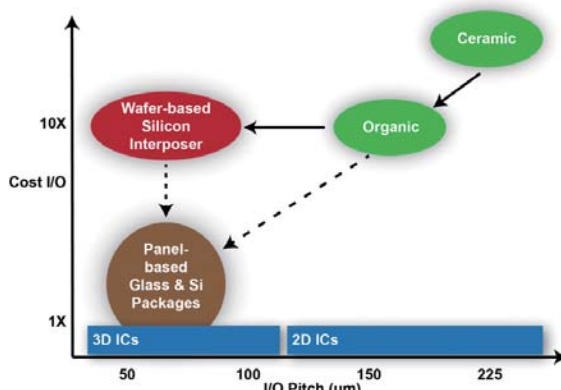 Ceramic
Wafer-based
Silicon
Interposer
Organic
10X
Cost I/O
Panel-
based
Glass & Si
Packages
1X
3D ICs
2D ICs
50
100
150
225
I/O Pitch (um)